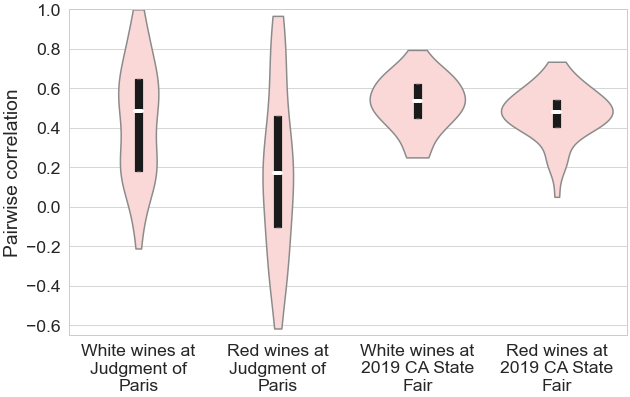 Pairwise correlation
1.0
0.8
0.6
0.4
0.2
0.0
−0.2
−0.4
−0.6
White wines at
Judgment of
Paris
Red wines at
Judgment of
Paris
White wines at
2019 CA State
Fair
Red wines at
2019 CA State
Fair